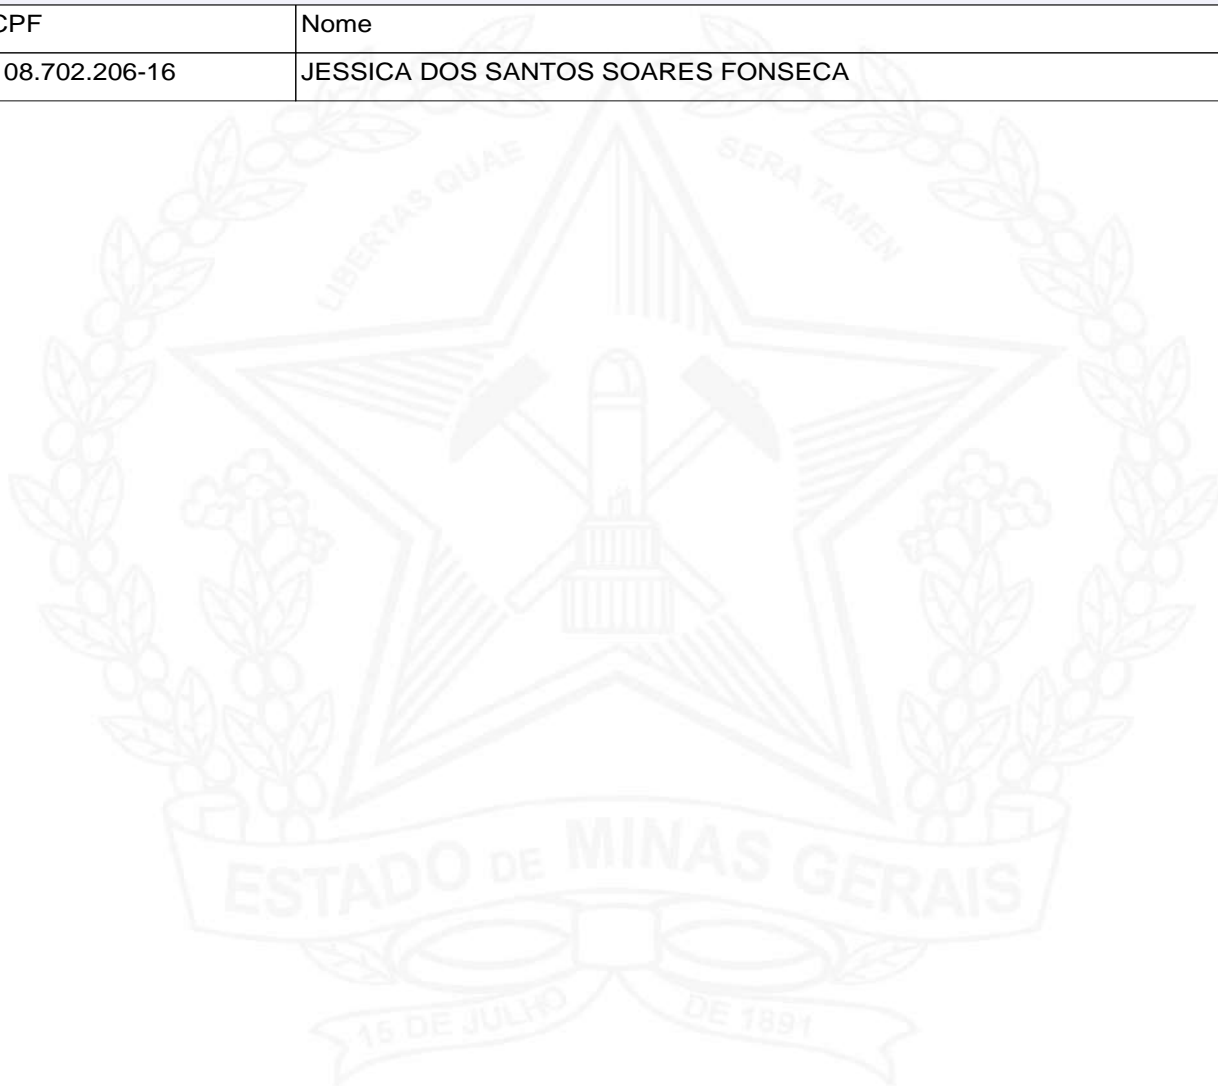 CPF Nome
08.702.206-16 JESSICA DOS SANTOS SOARES FONSECA
LIBERTAS QUAE SERA TAMEN
ESTADO DE MINAS GERAIS
15 DE JULHO DE 1891